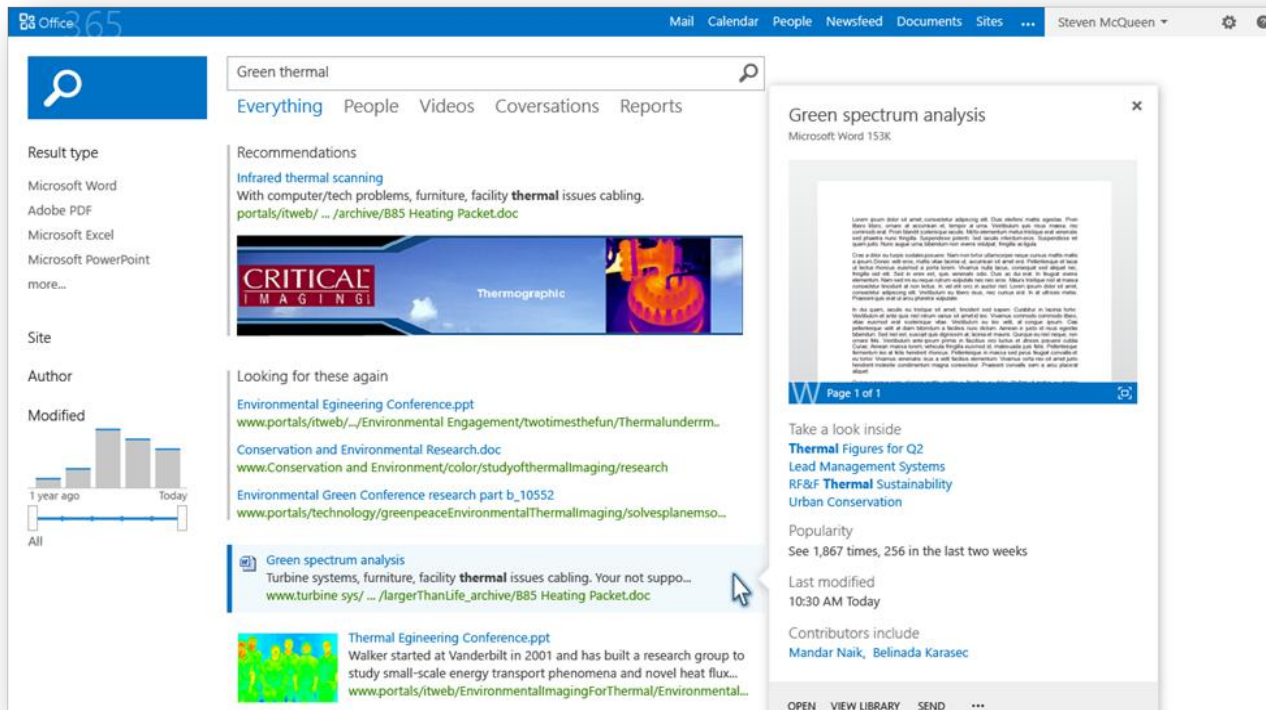 Office 365
Mail Calendar People Newsfeed Documents Sites ... Steven McQueen
Green thermal
Everything People Videos Coversations Reports
Result type
Microsoft Word
Adobe PDF
Microsoft Excel
Microsoft PowerPoint
more...
Site
Author
Modified
1 year ago Today
All
Recommendations
Infrared thermal scanning
With computer/tech problems, furniture, facility thermal issues cabling.
portals/itweb/ ... /archive/B85 Heating Packet.doc
CRITICAL
IMAGING
Thermographic
Looking for these again
Environmental Egineering Conference.ppt
www.portals/itweb/.../Environmental Engagement/twotimesthefun/Thermalunderrm..
Conservation and Environmental Research.doc
www.Conservation and Environment/color/studyofthermalImaging/research
Environmental Green Conference research part b_10552
www.portals/technology/greenpeaceEnvironmentalThermalImaging/solvesplanemso...
Green spectrum analysis
Turbine systems, furniture, facility thermal issues cabling. Your not suppo...
www.turbine sys/ ... /largerThanLife_archive/B85 Heating Packet.doc
Thermal Egineering Conference.ppt
Walker started at Vanderbilt in 2001 and has built a research group to
study small-scale energy transport phenomena and novel heat flux...
www.portals/itweb/EnvironmentalImagingForThermal/Environmental...
Green spectrum analysis
Microsoft Word 153K
W Page 1 of 1
Take a look inside
Thermal Figures for Q2
Lead Management Systems
RF&F Thermal Sustainability
Urban Conservation
Popularity
See 1,867 times, 256 in the last two weeks
Last modified
10:30 AM Today
Contributors include
Mandar Naik, Belinada Karasec
OPEN VIEW LIBRARY SEND ...